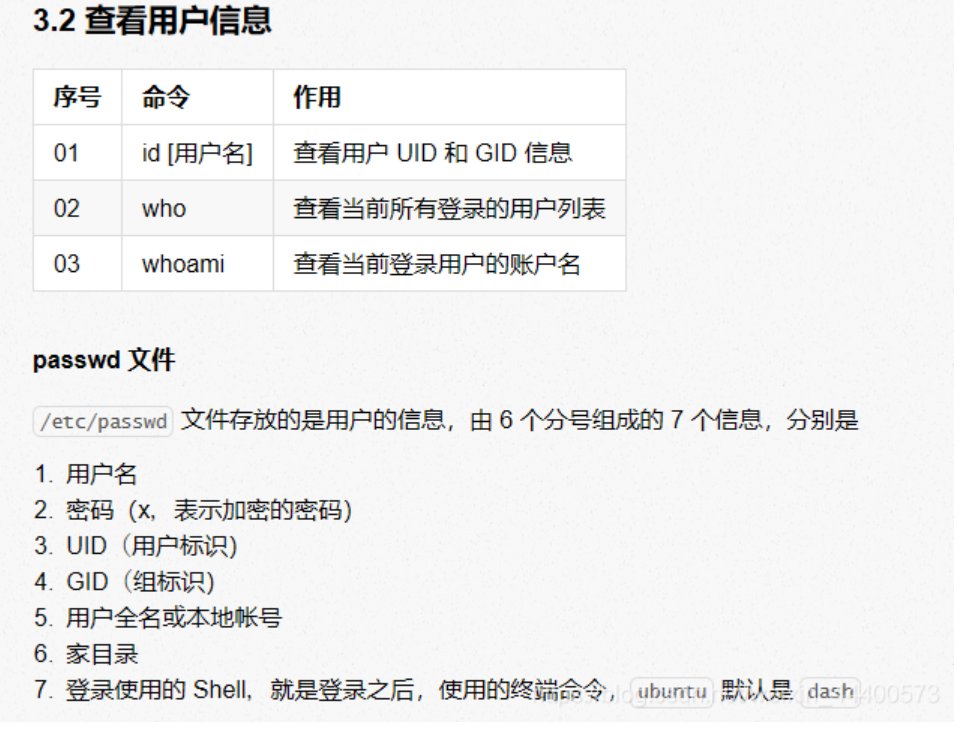 3.2 查看用户信息
序号 命令 作用
01 id [用户名] 查看用户 UID 和 GID 信息
02 who 查看当前所有登录的用户列表
03 whoami 查看当前登录用户的账户名
passwd 文件
/etc/passwd 文件存放的是用户的信息，由 6 个分号组成的 7 个信息，分别是
1. 用户名
2. 密码（x，表示加密的密码）
3. UID（用户标识）
4. GID（组标识）
5. 用户全名或本地帐号
6. 家目录
7. 登录使用的 Shell，就是登录之后，使用的终端命令，ubuntu 默认是 dash